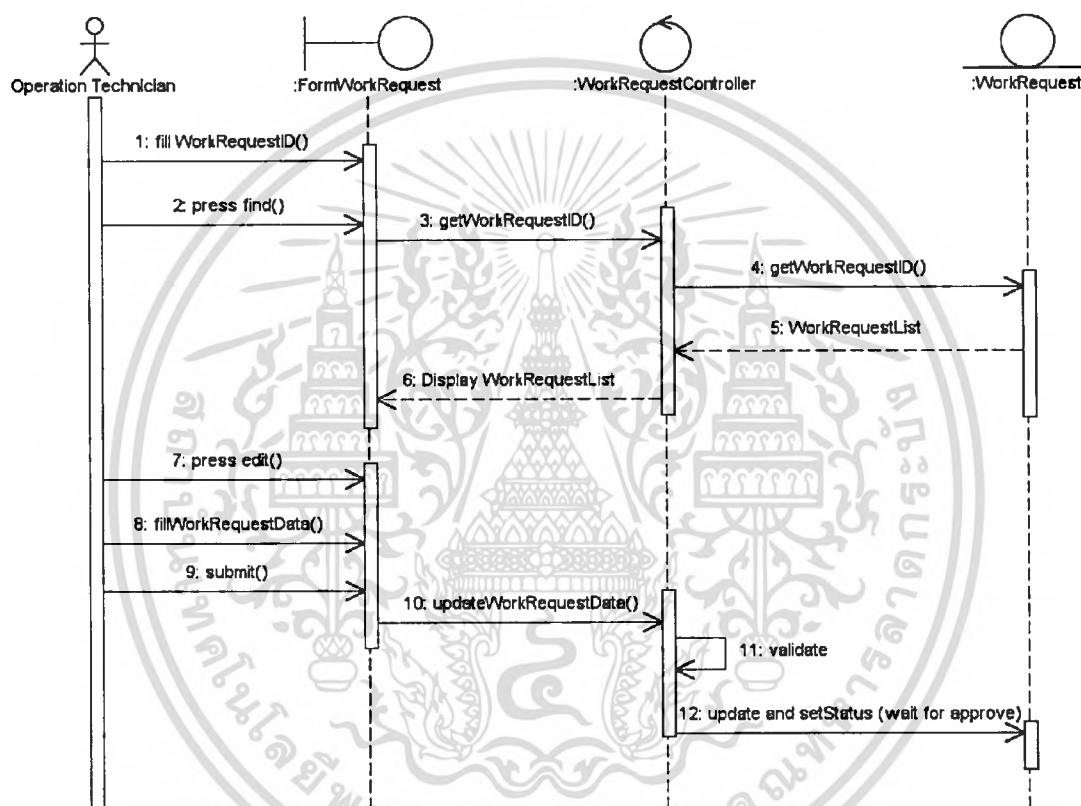 Operation Technician
:FormWorkRequest
:WorkRequestController
:WorkRequest
1: fill WorkRequestID()
2: press find()
3: getWorkRequestID()
4: getWorkRequestID()
5: WorkRequestList
6: Display WorkRequestList
7: press edit()
8: fillWorkRequestData()
9: submit()
10: updateWorkRequestData()
11: validate
12: update and setStatus (wait for approve)